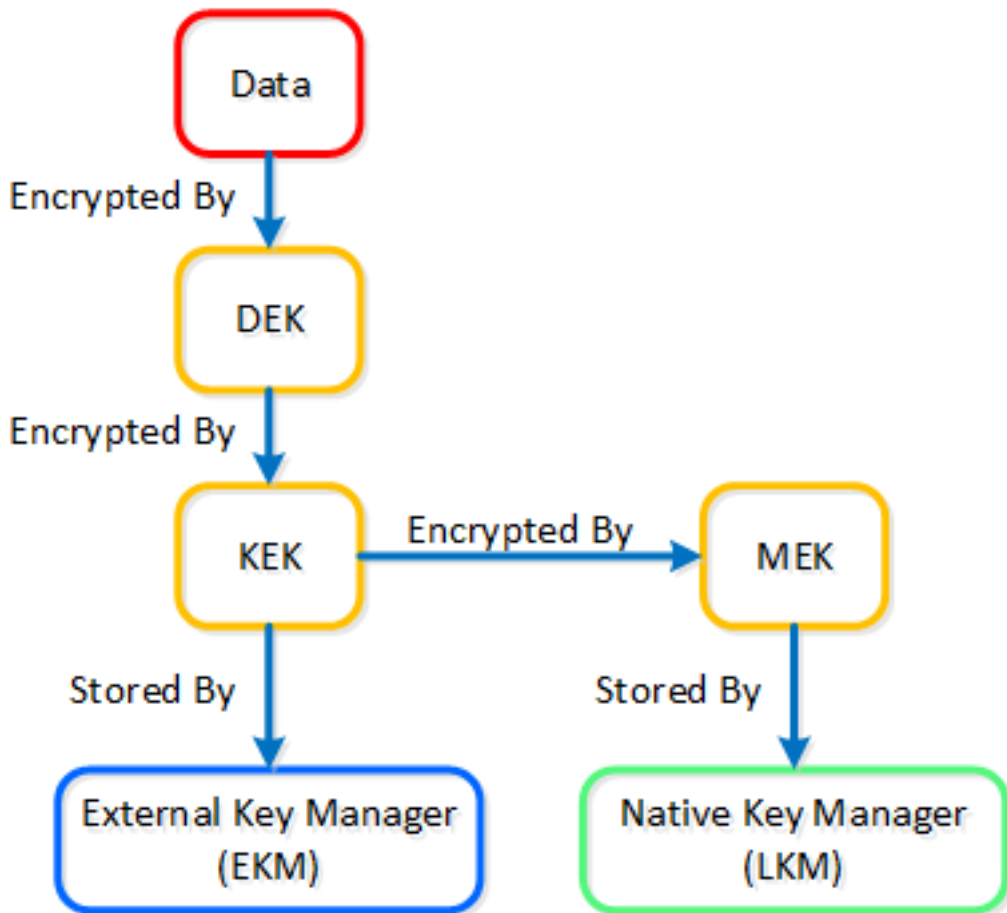 Data
Encrypted By
DEK
Encrypted By
KEK
Encrypted By
MEK
Stored By
Stored By
External Key Manager
(EKM)
Native Key Manager
(LKM)